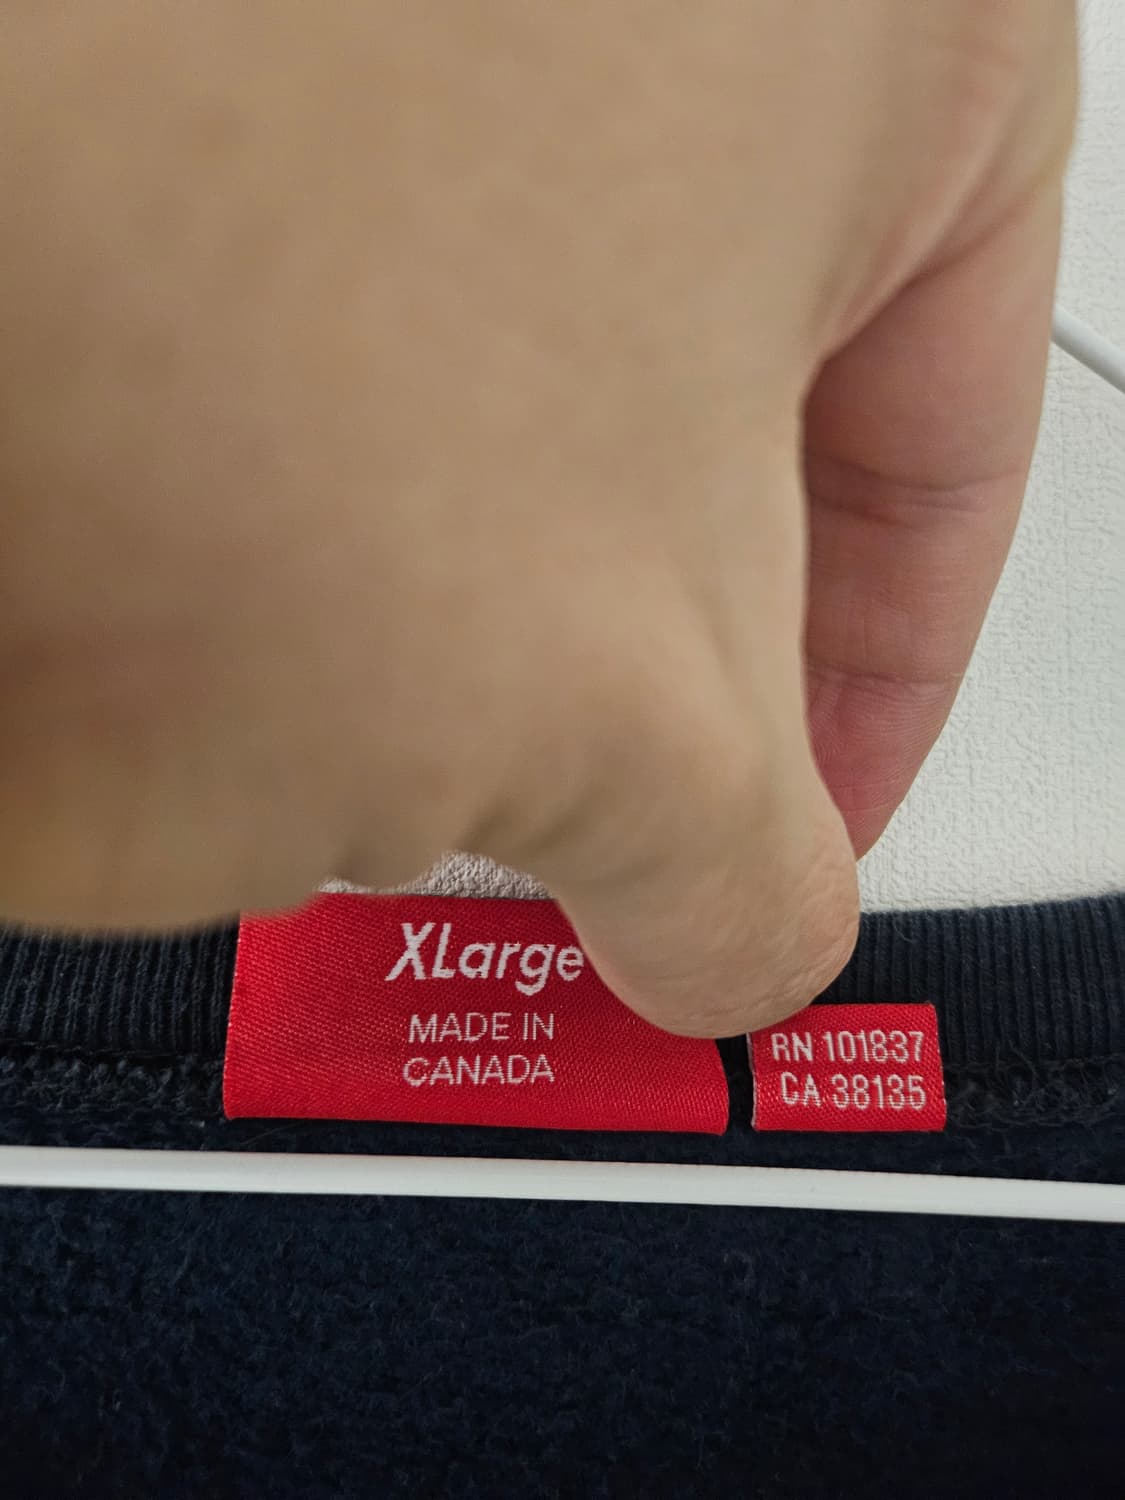 XLarge
MADE IN
CANADA
RN 101837
CA 38135